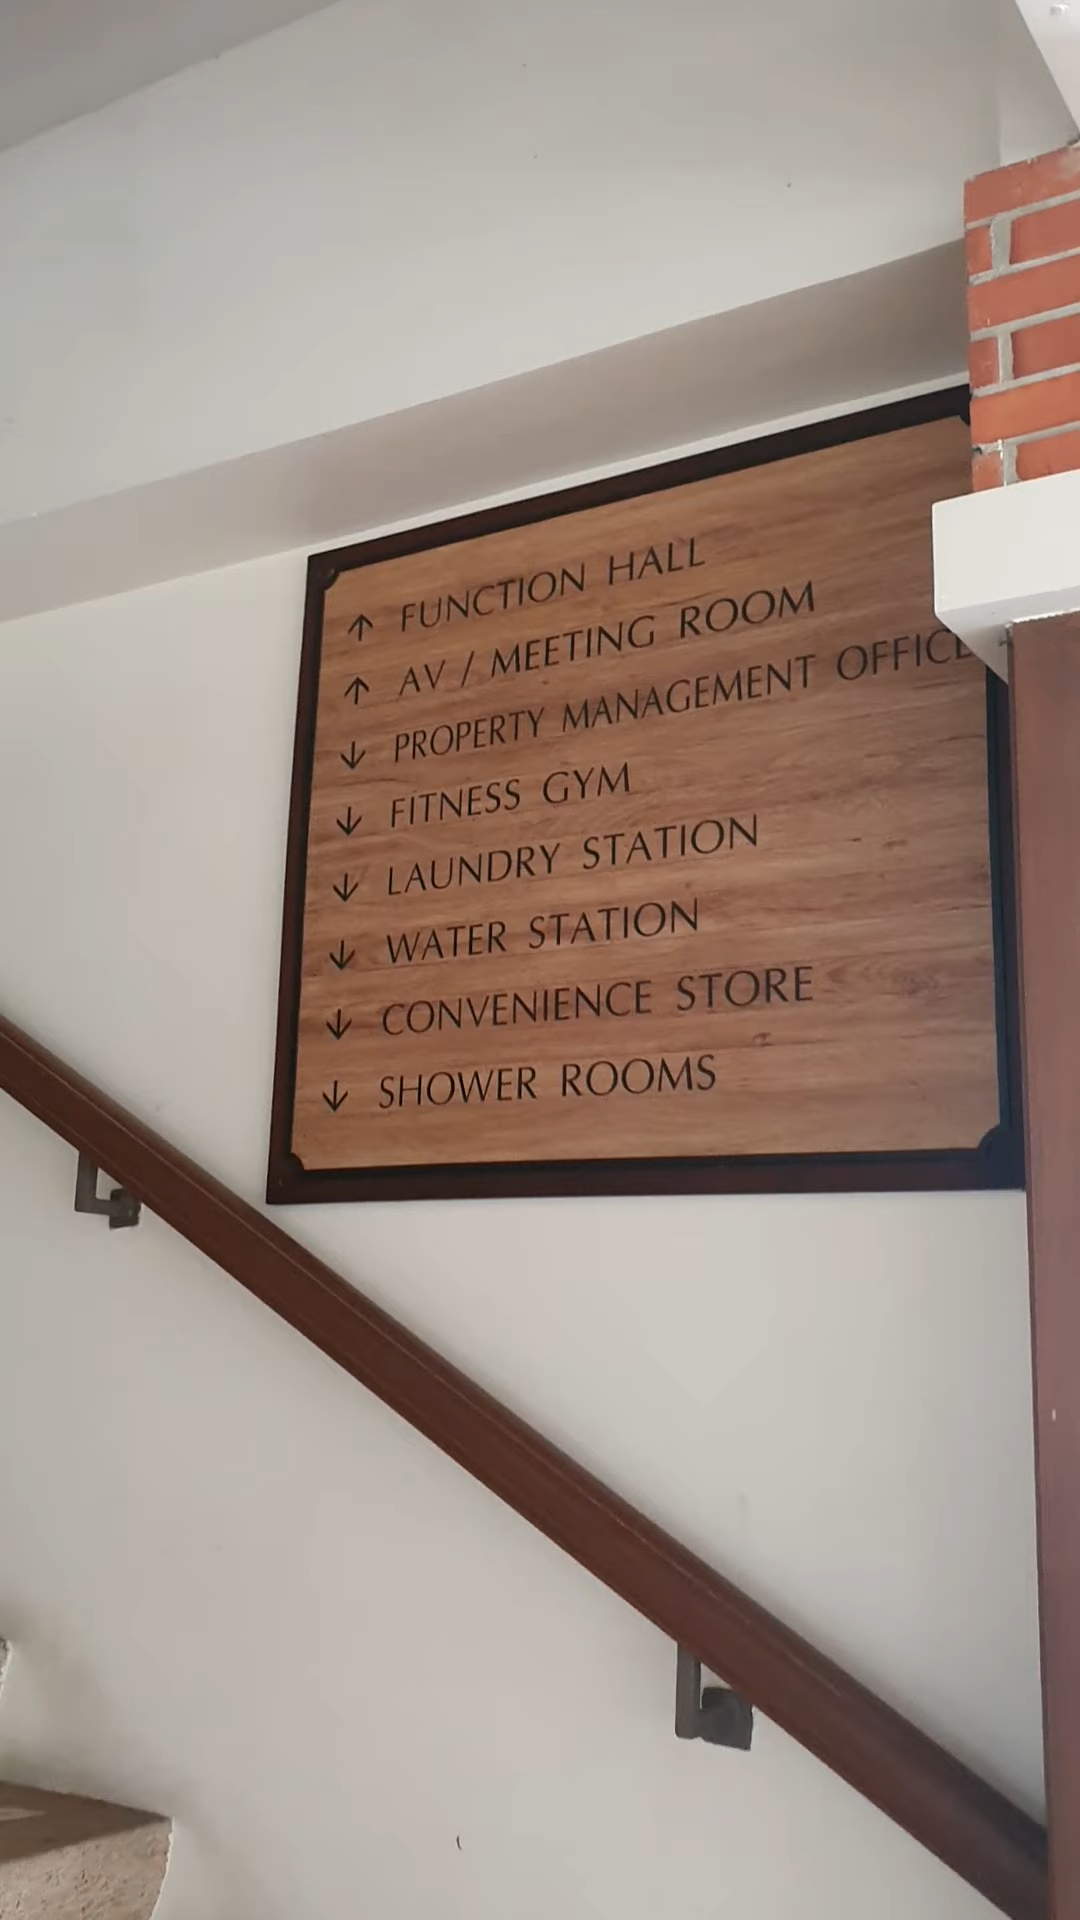 ↑ FUNCTION HALL
↑ AV / MEETING ROOM
↓ PROPERTY MANAGEMENT OFFICE
↓ FITNESS GYM
↓ LAUNDRY STATION
↓ WATER STATION
↓ CONVENIENCE STORE
↓ SHOWER ROOMS